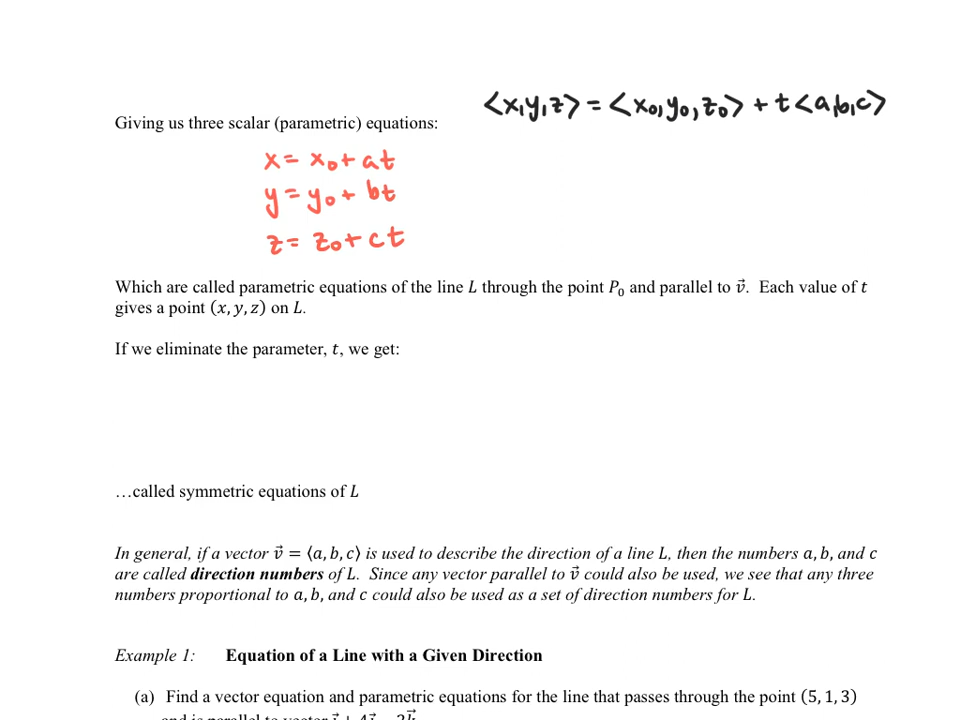 ⟨x,y,z⟩ = ⟨x₀,y₀,z₀⟩ + t⟨a,b,c⟩
Giving us three scalar (parametric) equations:
x = x₀ + at
y = y₀ + bt
z = z₀ + ct
Which are called parametric equations of the line L through the point P₀ and parallel to v⃗. Each value of t
gives a point (x, y, z) on L.
If we eliminate the parameter, t, we get:
…called symmetric equations of L
In general, if a vector v⃗ = ⟨a, b, c⟩ is used to describe the direction of a line L, then the numbers a, b, and c
are called direction numbers of L. Since any vector parallel to v⃗ could also be used, we see that any three
numbers proportional to a, b, and c could also be used as a set of direction numbers for L.
Example 1: Equation of a Line with a Given Direction
(a) Find a vector equation and parametric equations for the line that passes through the point (5, 1, 3)
and is parallel to vector